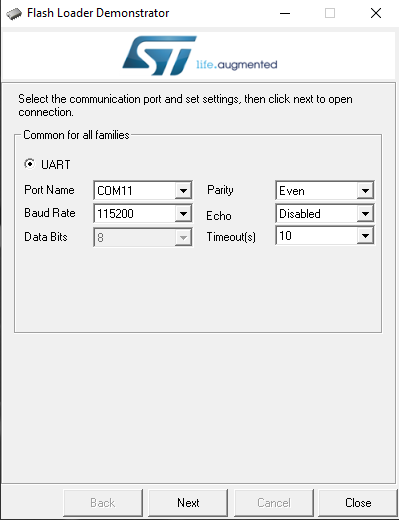 Flash Loader Demonstrator
ST life.augmented
Select the communication port and set settings, then click next to open
connection.
Common for all families
UART
Port Name COM11 Parity Even
Baud Rate 115200 Echo Disabled
Data Bits 8 Timeout(s) 10
Back Next Cancel Close